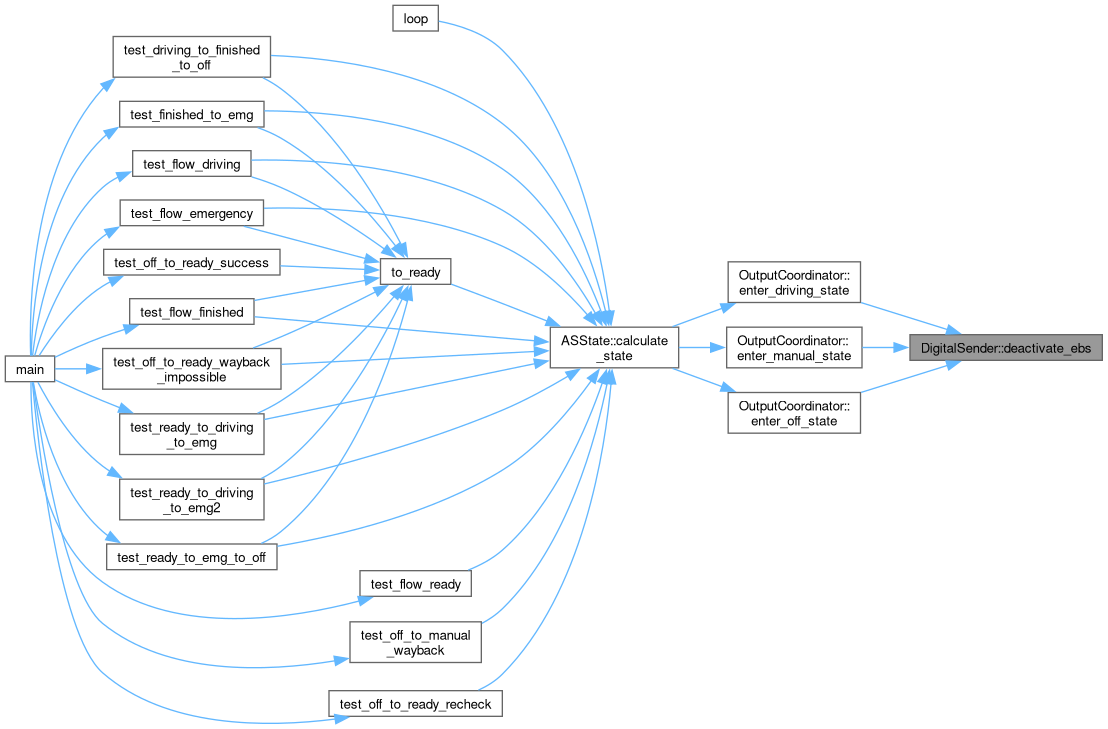 loop
test_driving_to_finished
_to_off
test_finished_to_emg
test_flow_driving
test_flow_emergency
test_off_to_ready_success
to_ready
test_flow_finished
OutputCoordinator::
enter_driving_state
ASState::calculate
_state
OutputCoordinator::
enter_manual_state
DigitalSender::deactivate_ebs
main
test_off_to_ready_wayback
_impossible
OutputCoordinator::
enter_off_state
test_ready_to_driving
_to_emg
test_ready_to_driving
_to_emg2
test_ready_to_emg_to_off
test_flow_ready
test_off_to_manual
_wayback
test_off_to_ready_recheck